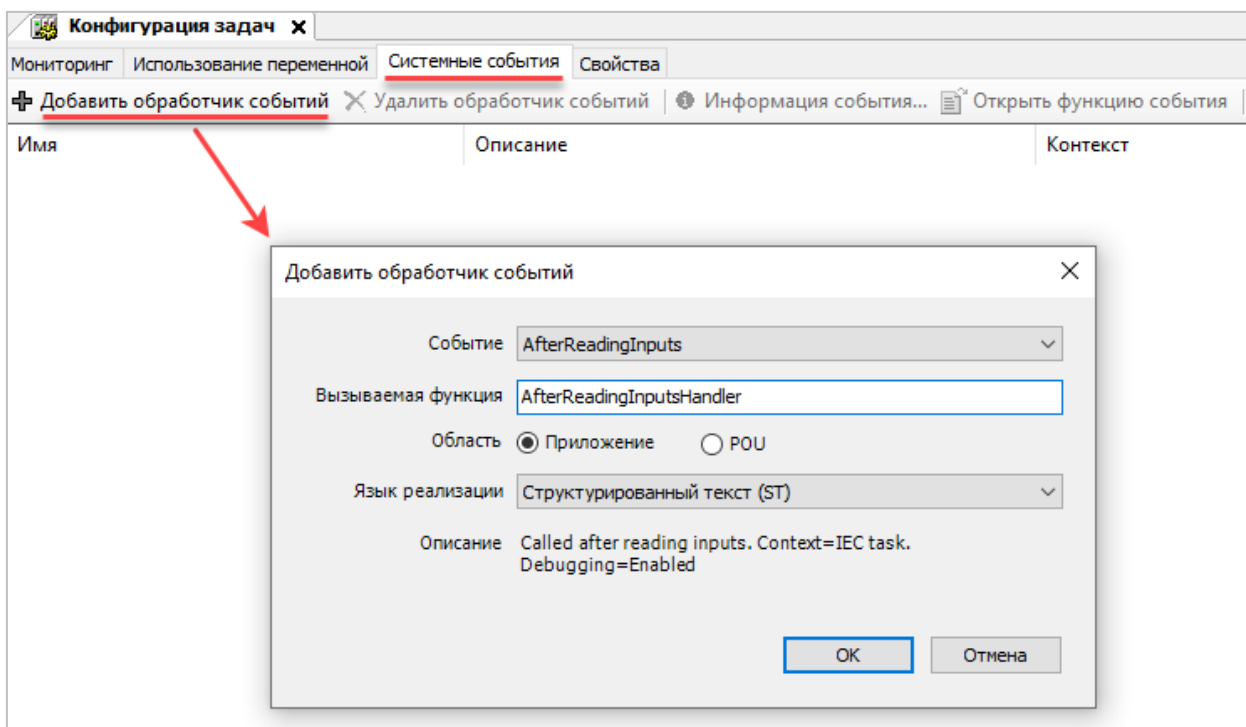 Конфигурация задач
Мониторинг Использование переменной Системные события Свойства
Добавить обработчик событий Удалить обработчик событий Информация события... Открыть функцию события
Имя Описание Контекст
Добавить обработчик событий
Событие AfterReadingInputs
Вызываемая функция AfterReadingInputsHandler
Область Приложение POU
Язык реализации Структурированный текст (ST)
Описание Called after reading inputs. Context=IEC task.
Debugging=Enabled
OK Отмена